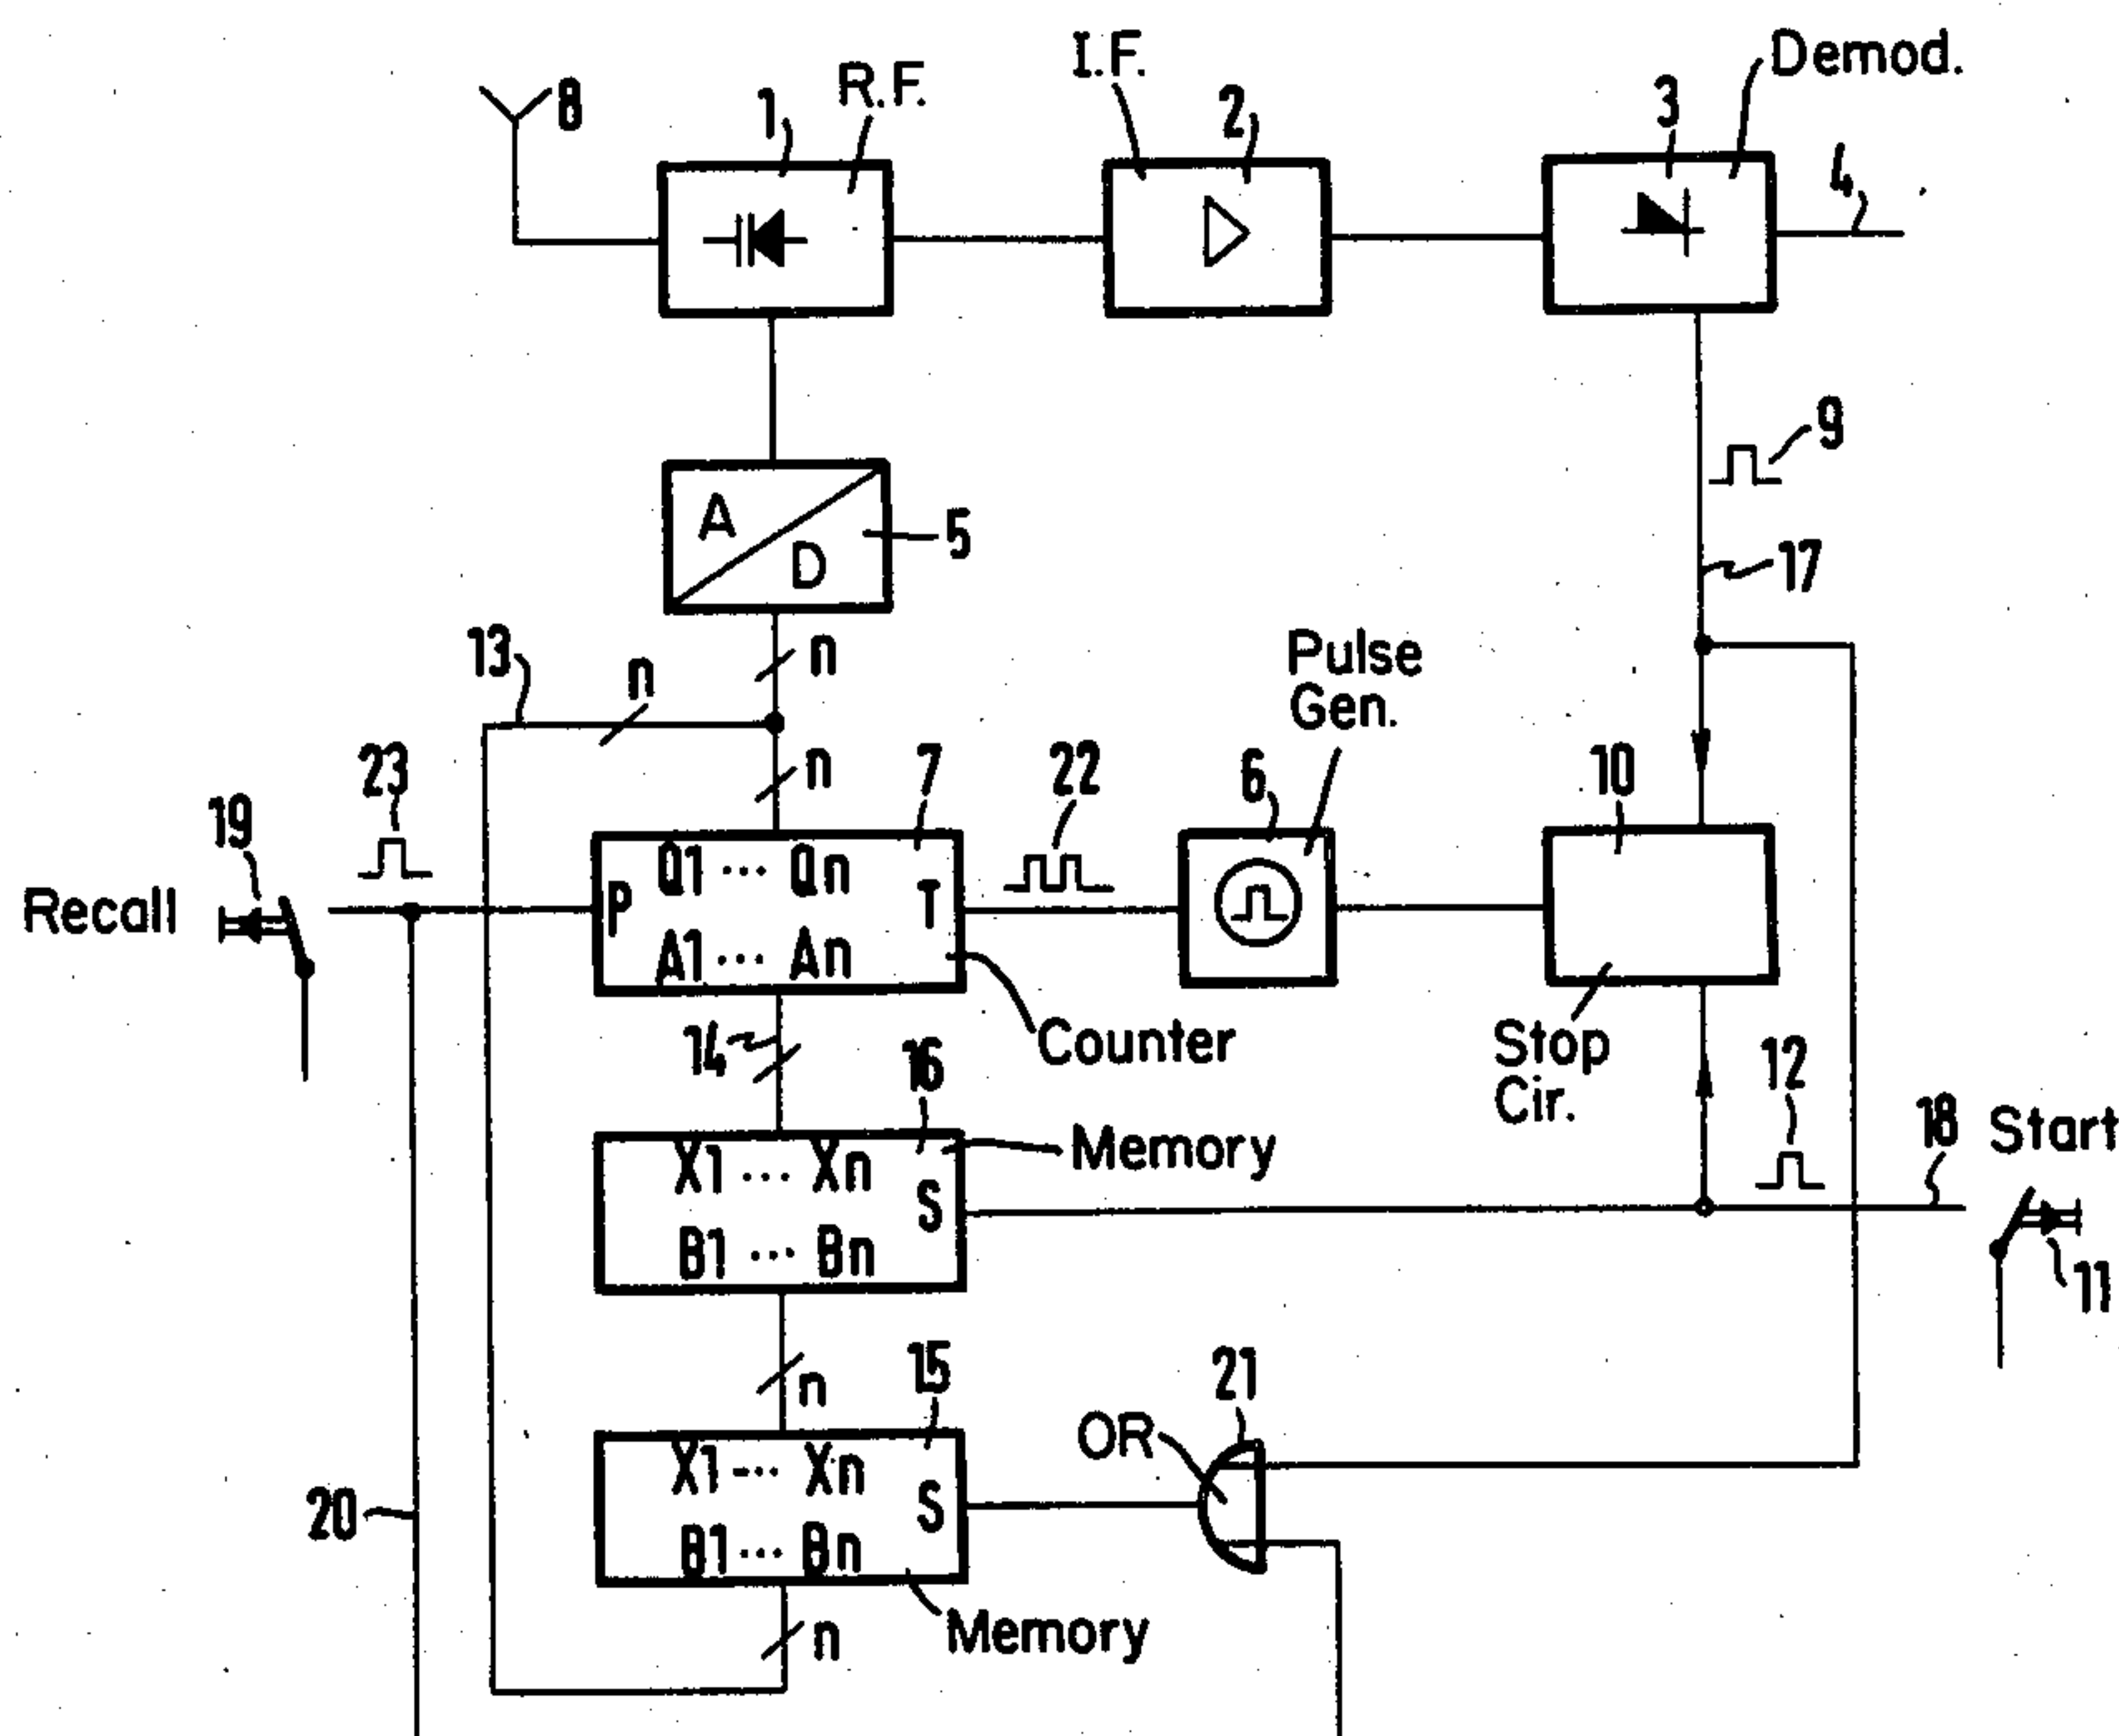 8
1
R.F.
I.F.
2
3
Demod.
4
A
D
5
9
17
13
n
n
n
7
22
Pulse
Gen.
6
10
23
19
Recall
P
Q1 ··· Qn
T
A1 ··· An
Counter
14
16
Stop
Cir.
12
18
Start
11
X1 ··· Xn
S
B1 ··· Bn
Memory
n
15
21
OR
X1 ··· Xn
S
B1 ··· Bn
Memory
n
20